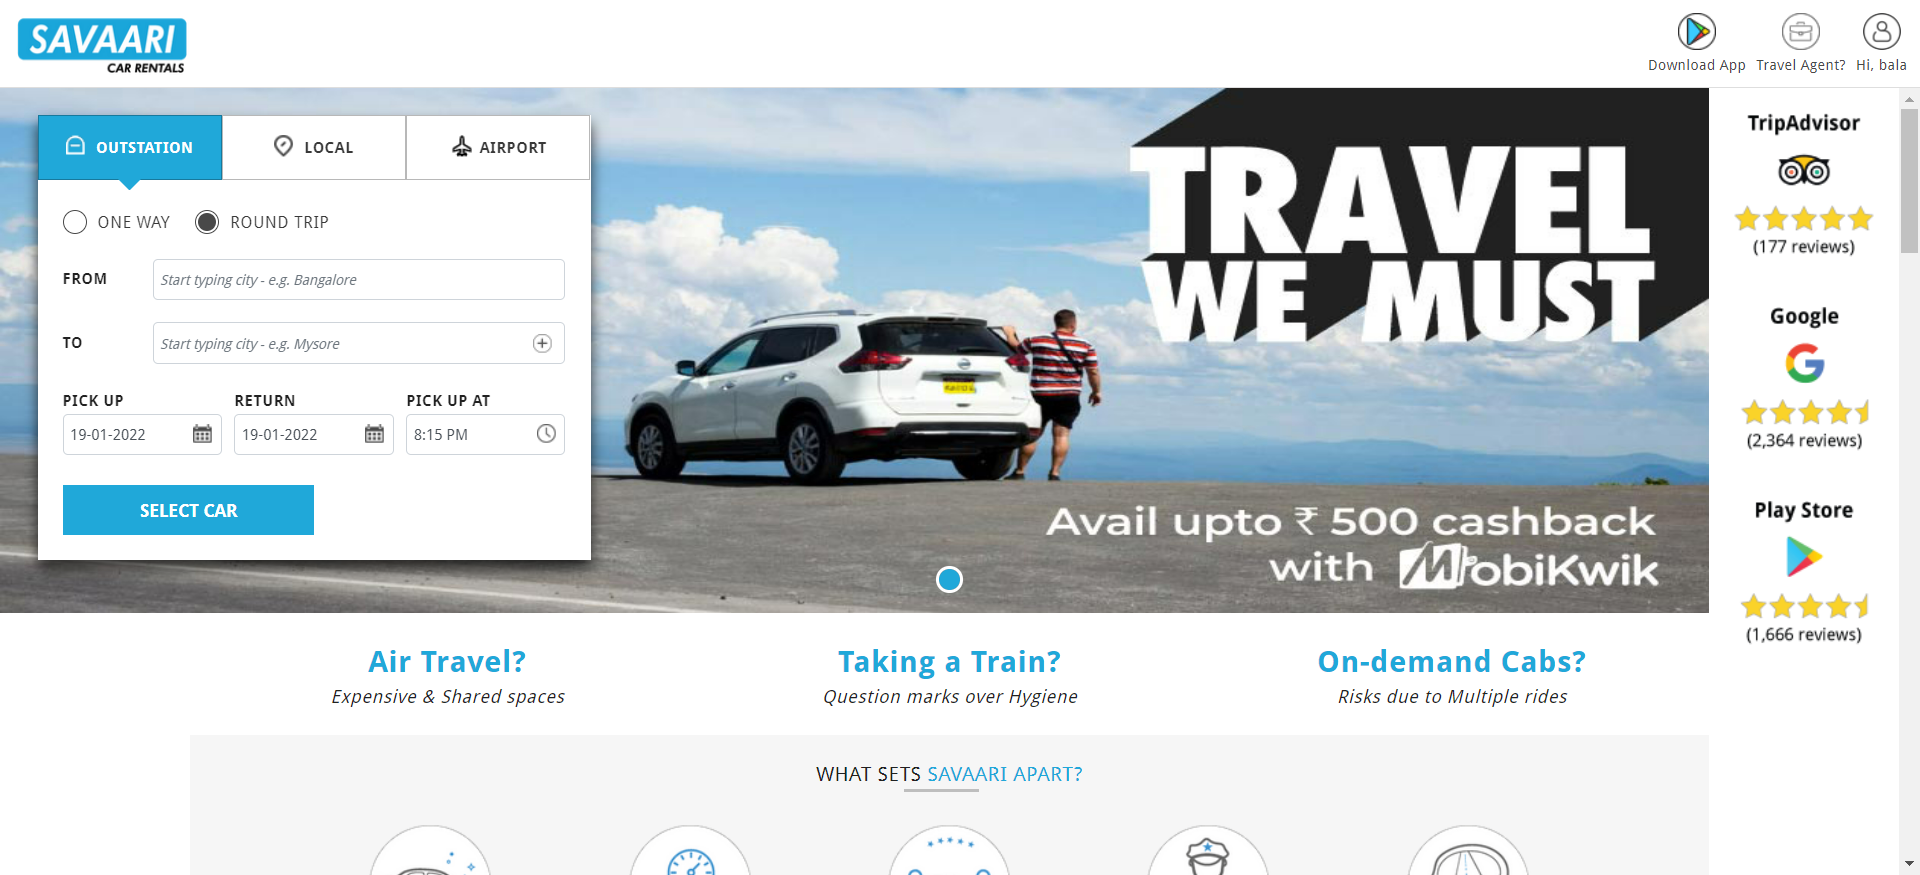 SAVAARI
CAR RENTALS
Download App
Travel Agent?
Hi, bala
OUTSTATION
LOCAL
AIRPORT
ONE WAY
ROUND TRIP
FROM
Start typing city - e.g. Bangalore
TO
Start typing city - e.g. Mysore
PICK UP
RETURN
PICK UP AT
19-01-2022
19-01-2022
8:15 PM
SELECT CAR
TRAVEL
WE MUST
Avail upto ₹ 500 cashback
with MobiKwik
TripAdvisor
(177 reviews)
Google
(2,364 reviews)
Play Store
(1,666 reviews)
Air Travel?
Expensive & Shared spaces
Taking a Train?
Question marks over Hygiene
On-demand Cabs?
Risks due to Multiple rides
WHAT SETS SAVAARI APART?